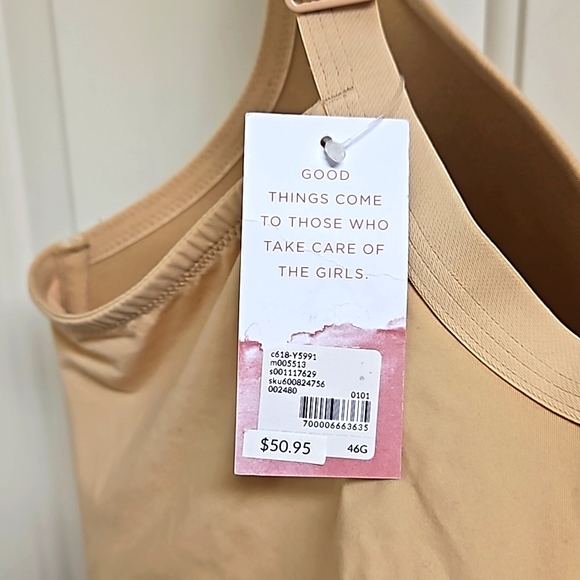 GOOD
THINGS COME
TO THOSE WHO
TAKE CARE OF
THE GIRLS.
c618-Y5991
m005513
s001117629
sku600824756
002480 0101
700006663635
$50.95 46G